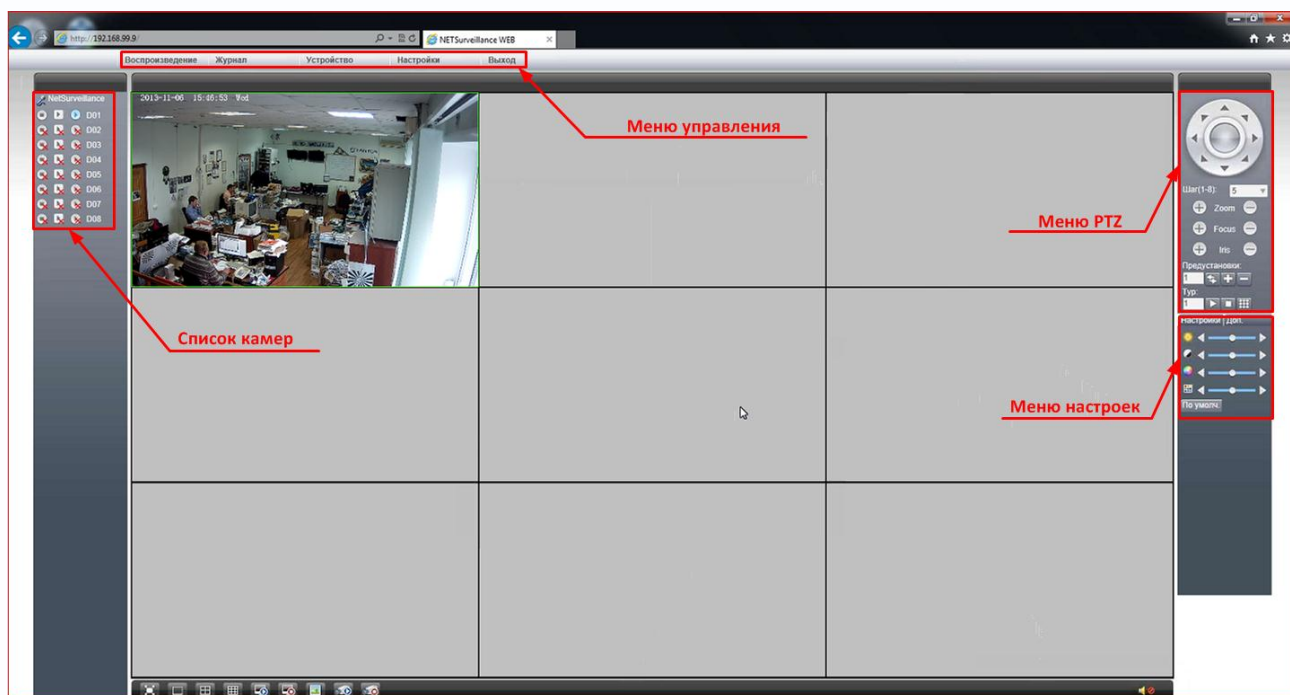 http://192.168.99.9/
NETSurveillance WEB
Воспроизведение Журнал Устройство Настройки Выход
NetSurveillance
D01
D02
D03
D04
D05
D06
D07
D08
2013-11-06 15:46:53 Wed
Меню управления
Список камер
Меню PTZ
Меню настроек
Шаг(1-8): 5
Zoom
Focus
Iris
Предустановки:
1
Тур:
1
Настройки Доп.
По умолч.